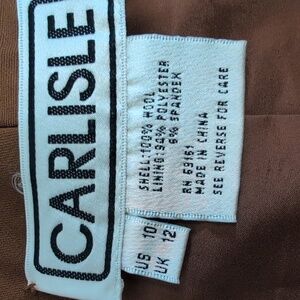 CARLISLE
SHELL:100% WOOL
LINING:94% POLYESTER
6% SPANDEX
RN 69161
MADE IN CHINA
SEE REVERSE FOR CARE
US 10
UK 12